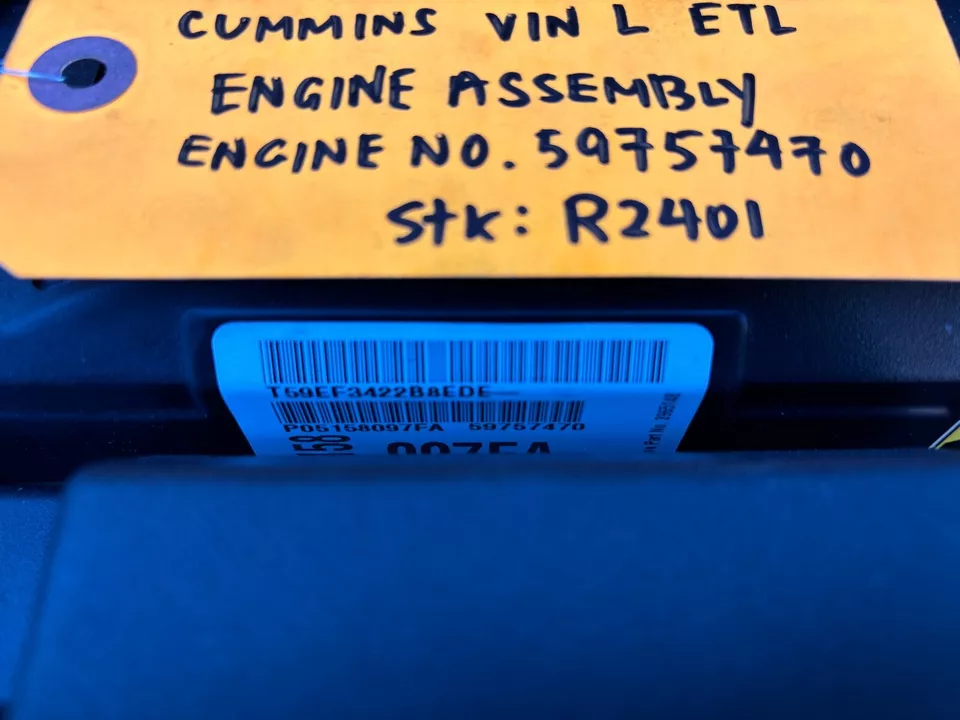 CUMMINS VIN L ETL
ENGINE ASSEMBLY
ENGINE NO. 59757470
Stk: R2401
T59EF3422B8EDE
P05158097FA 59757470